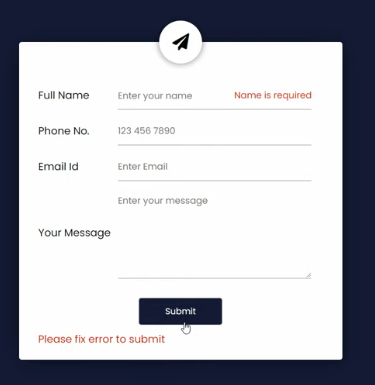 Full Name Enter your name Name is required
Phone No. 123 456 7890
Email Id Enter Email
Enter your message
Your Message
Submit
Please fix error to submit